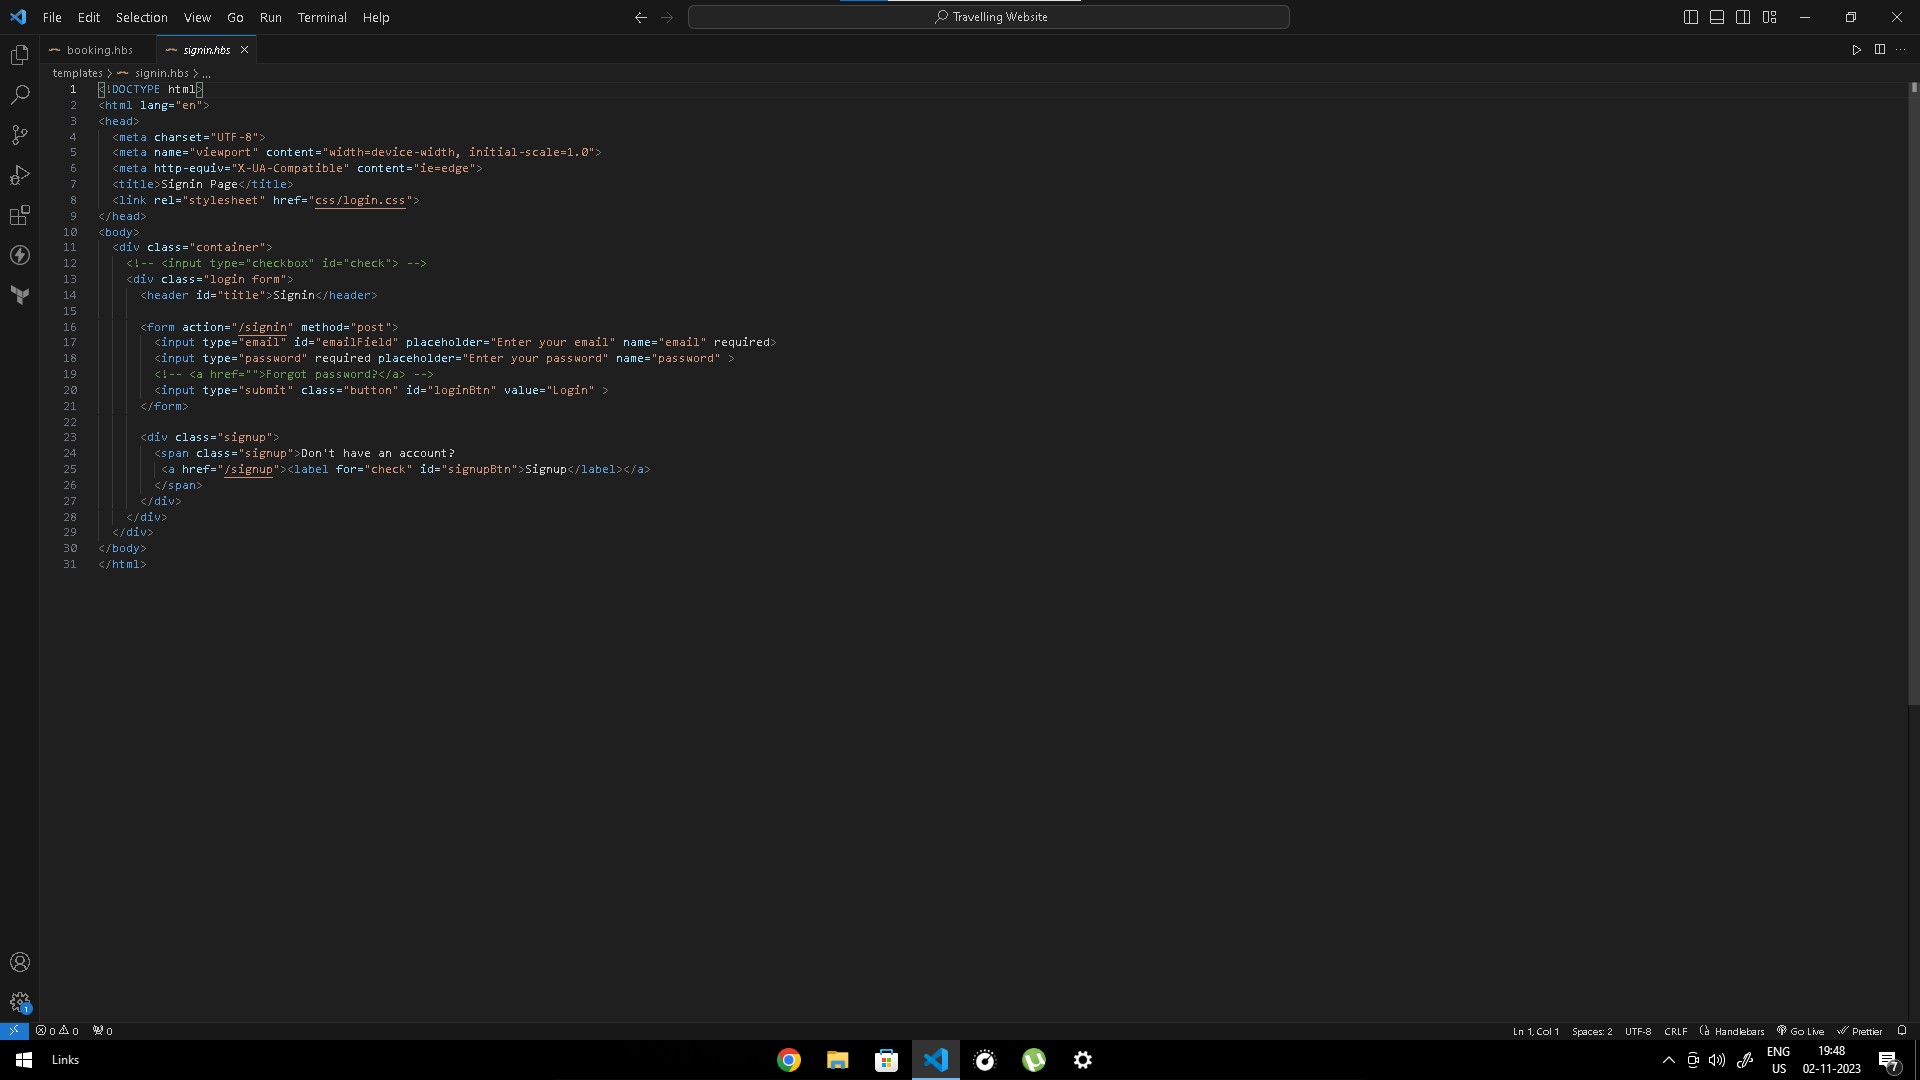 File Edit Selection View Go Run Terminal Help
Travelling Website
booking.hbs
signin.hbs
templates > signin.hbs > ...
1 <!DOCTYPE html>
2 <html lang="en">
3 <head>
4 <meta charset="UTF-8">
5 <meta name="viewport" content="width=device-width, initial-scale=1.0">
6 <meta http-equiv="X-UA-Compatible" content="ie=edge">
7 <title>Signin Page</title>
8 <link rel="stylesheet" href="css/login.css">
9 </head>
10 <body>
11 <div class="container">
12 <!-- <input type="checkbox" id="check"> -->
13 <div class="login form">
14 <header id="title">Signin</header>
15
16 <form action="/signin" method="post">
17 <input type="email" id="emailField" placeholder="Enter your email" name="email" required>
18 <input type="password" required placeholder="Enter your password" name="password" >
19 <!-- <a href="">Forgot password?</a> -->
20 <input type="submit" class="button" id="loginBtn" value="Login" >
21 </form>
22
23 <div class="signup">
24 <span class="signup">Don't have an account?
25 <a href="/signup"><label for="check" id="signupBtn">Signup</label></a>
26 </span>
27 </div>
28 </div>
29 </div>
30 </body>
31 </html>
1
0 0 0
Ln 1, Col 1 Spaces: 2 UTF-8 CRLF Handlebars Go Live Prettier
Links
ENG
US
19:48
02-11-2023
7